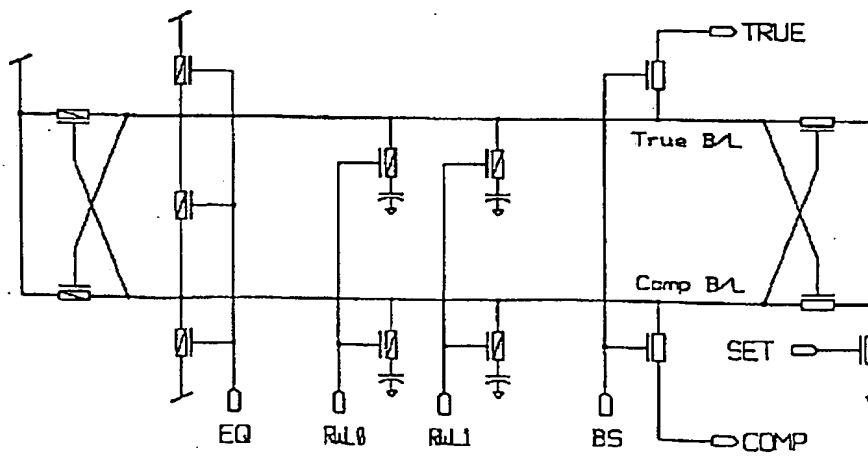 TRUE
True B/L
Comp B/L
SET
EQ
RWL0
RWL1
BS
COMP